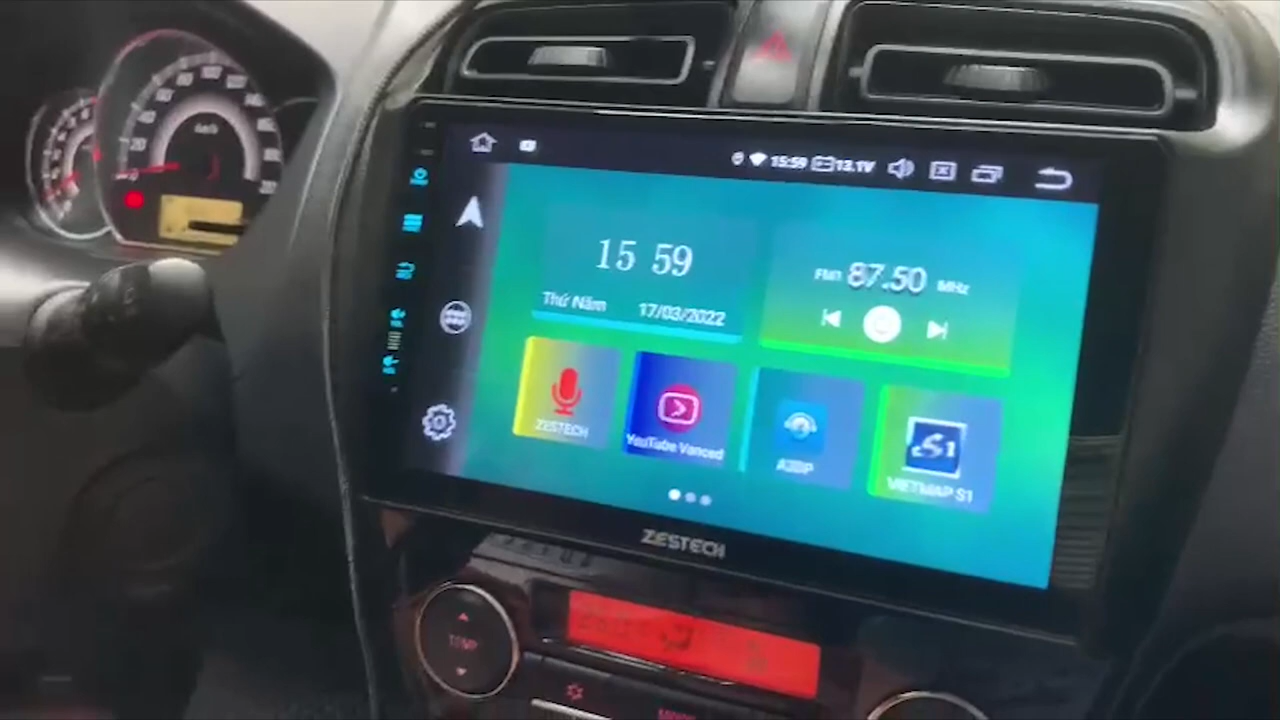 15:59 13.1V
15 59
Thứ Năm 17/03/2022
FM1 87.50 MHz
ZESTECH
YouTube Vanced
A2DP
VIETMAP S1
ZESTECH
TEMP